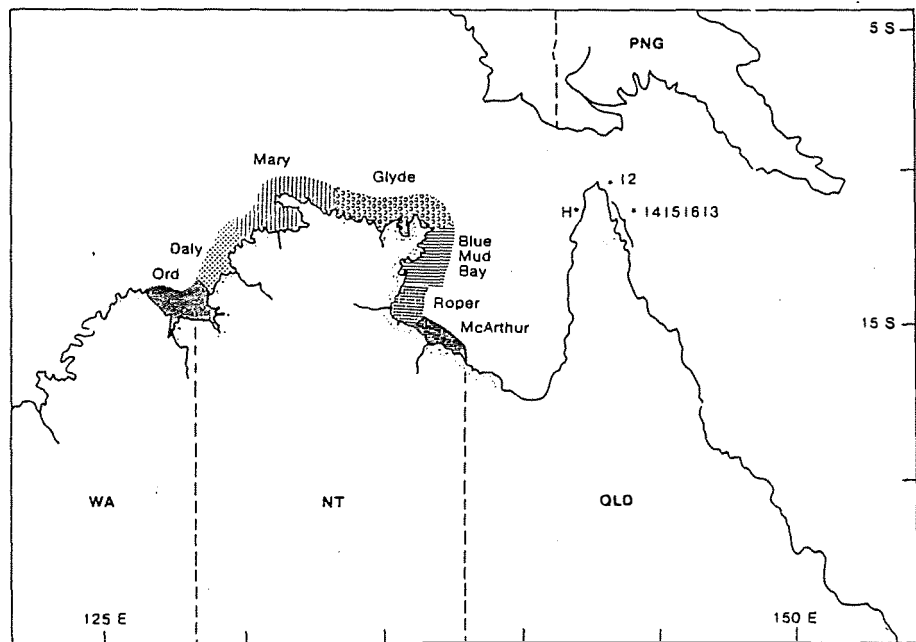 5 S
PNG
Mary
Glyde
12
H
14151613
Daly
Blue
Mud
Bay
Ord
Roper
McArthur
15 S
WA
NT
QLD
125 E
150 E